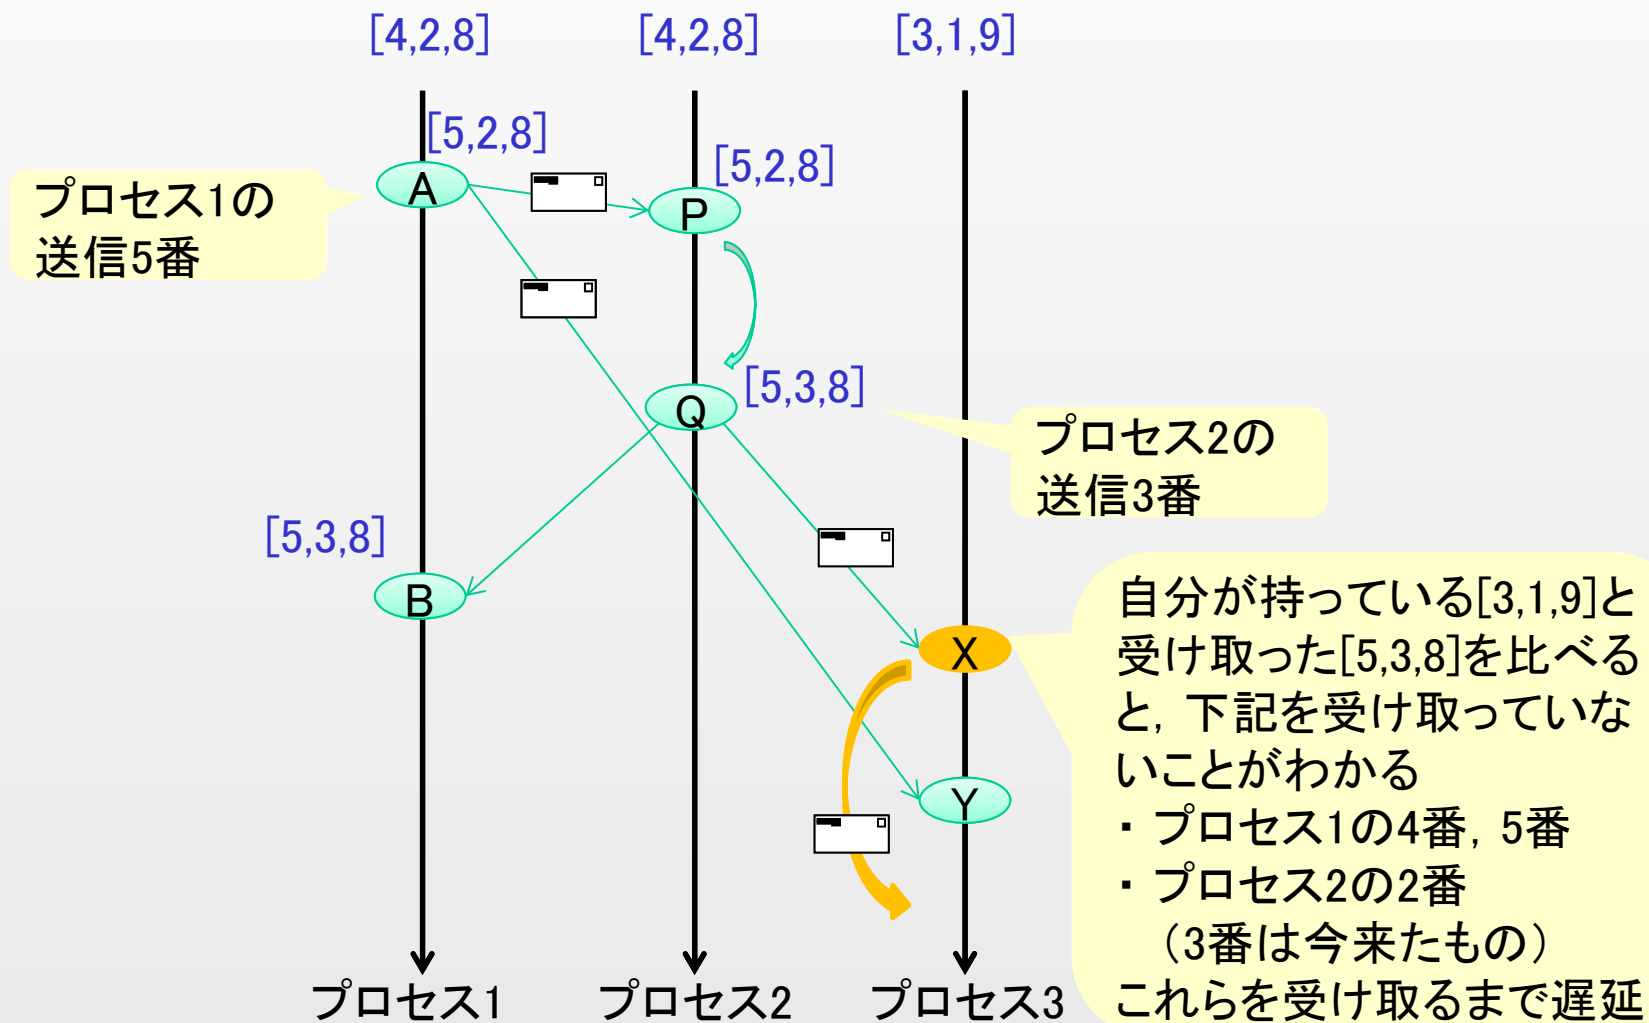 [4,2,8]
[4,2,8]
[3,1,9]
[5,2,8]
[5,2,8]
A
P
プロセス1の
送信5番
[5,3,8]
Q
プロセス2の
送信3番
[5,3,8]
B
X
Y
自分が持っている[3,1,9]と
受け取った[5,3,8]を比べる
と，下記を受け取っていな
いことがわかる
・プロセス1の4番，5番
・プロセス2の2番
（3番は今来たもの）
これらを受け取るまで遅延
プロセス1
プロセス2
プロセス3